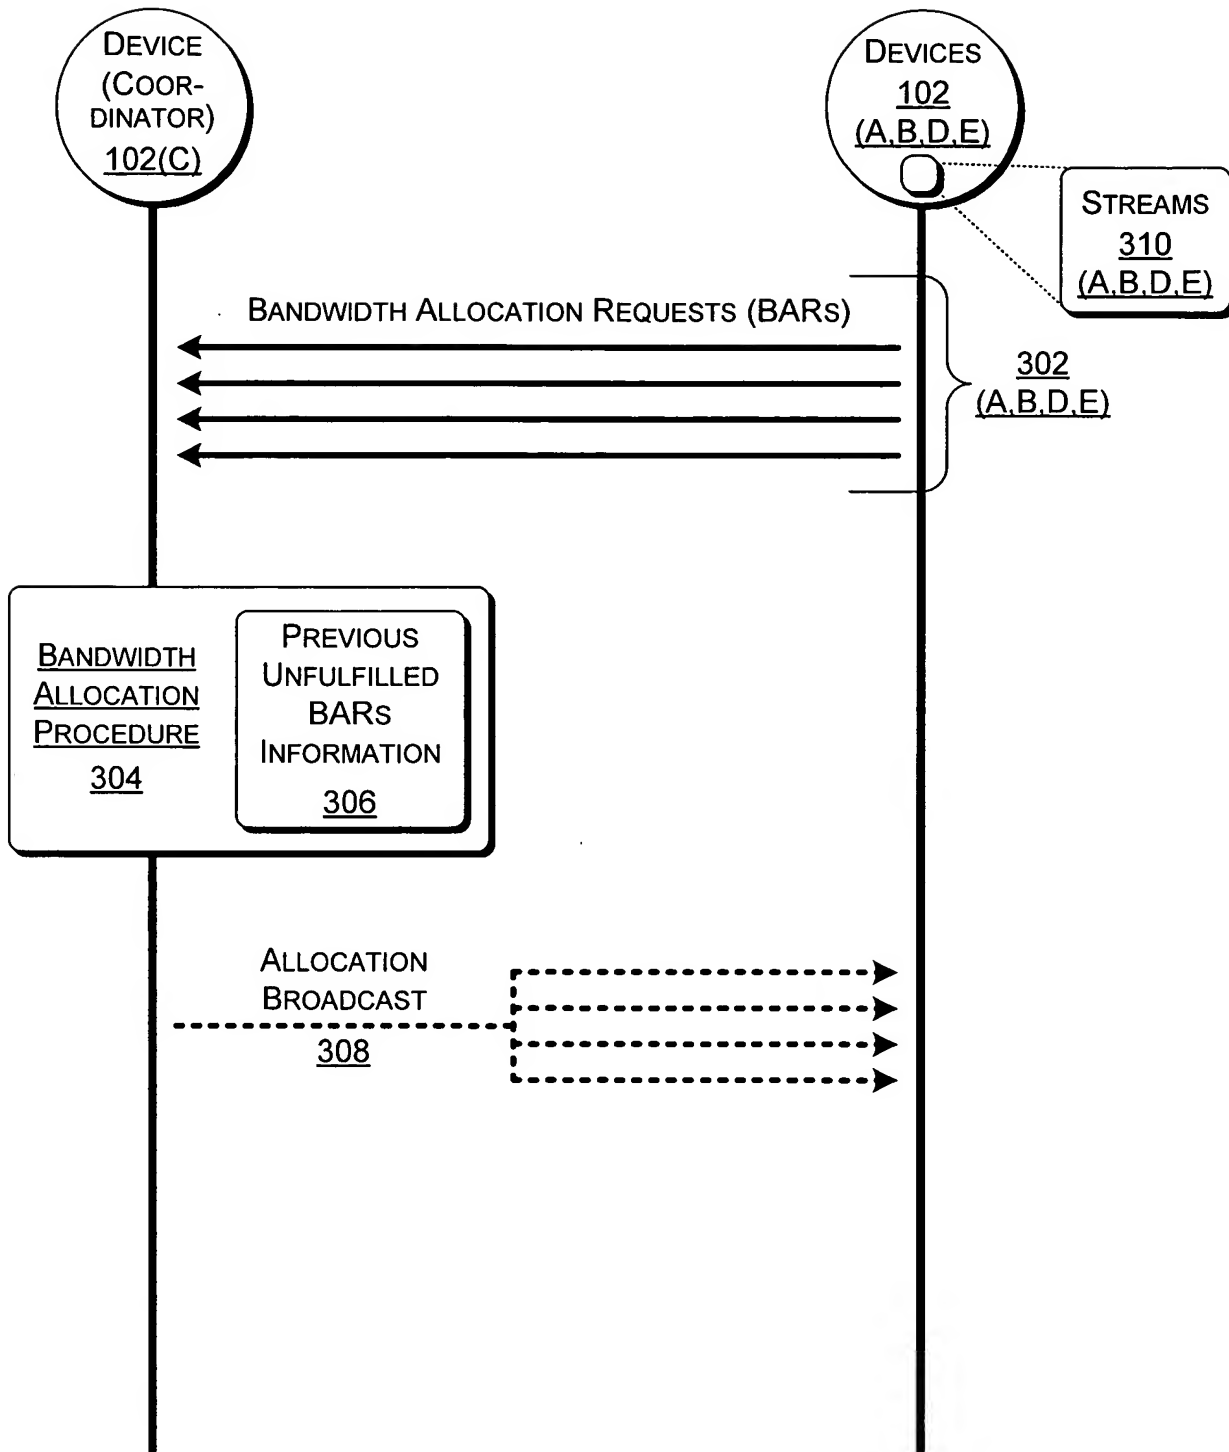 DEVICE
(COOR-
DINATOR)
102(C)
DEVICES
102
(A,B,D,E)
STREAMS
310
(A,B,D,E)
BANDWIDTH ALLOCATION REQUESTS (BARS)
302
(A,B,D,E)
BANDWIDTH
ALLOCATION
PROCEDURE
304
PREVIOUS
UNFULFILLED
BARS
INFORMATION
306
ALLOCATION
BROADCAST
308